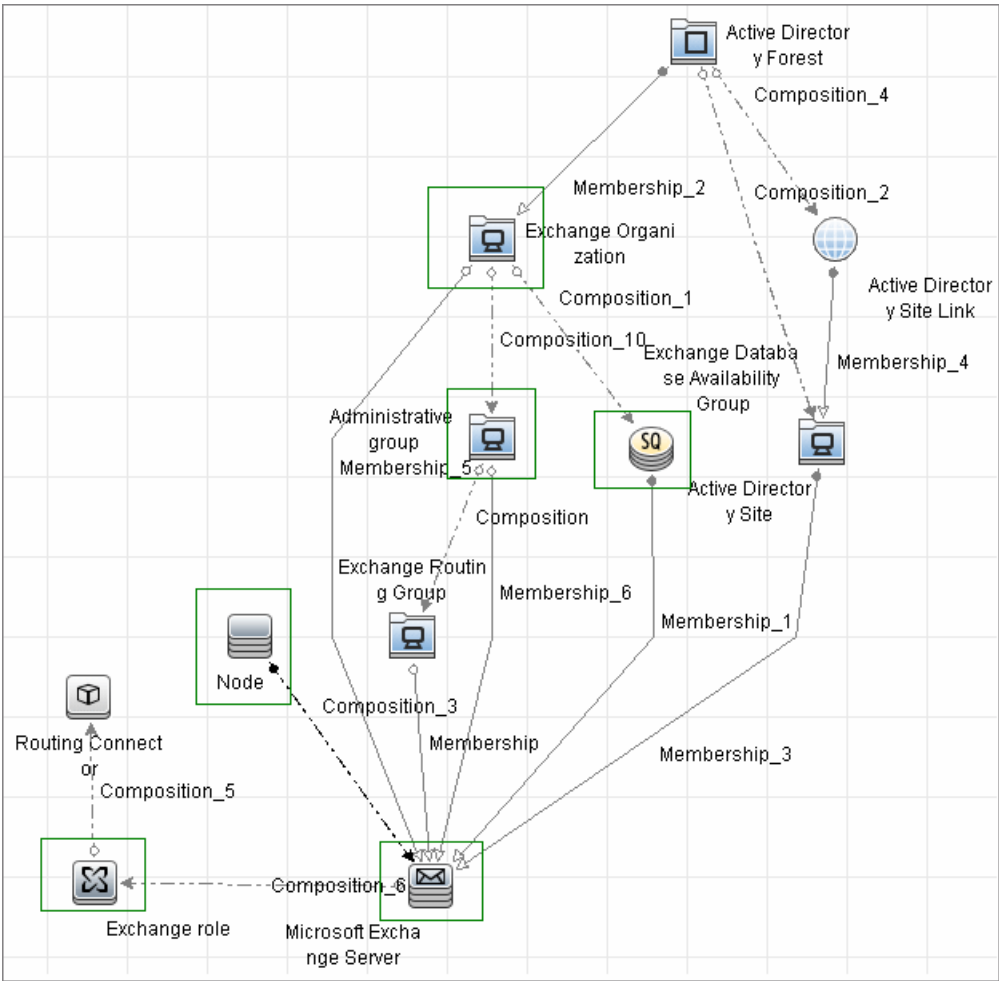 Active Director
y Forest
Composition_4
Membership_2
Composition_2
Exchange Organi
zation
Active Director
y Site Link
Composition_1
Composition_10
Exchange Databa
se Availability
Group
Membership_4
Administrative
group
SQ
Membership_5
Active Director
y Site
Composition
Exchange Routin
g Group
Membership_6
Membership_1
Node
Composition_3
Routing Connect
or
Membership
Membership_3
Composition_5
Composition_6
Exchange role
Microsoft Excha
nge Server